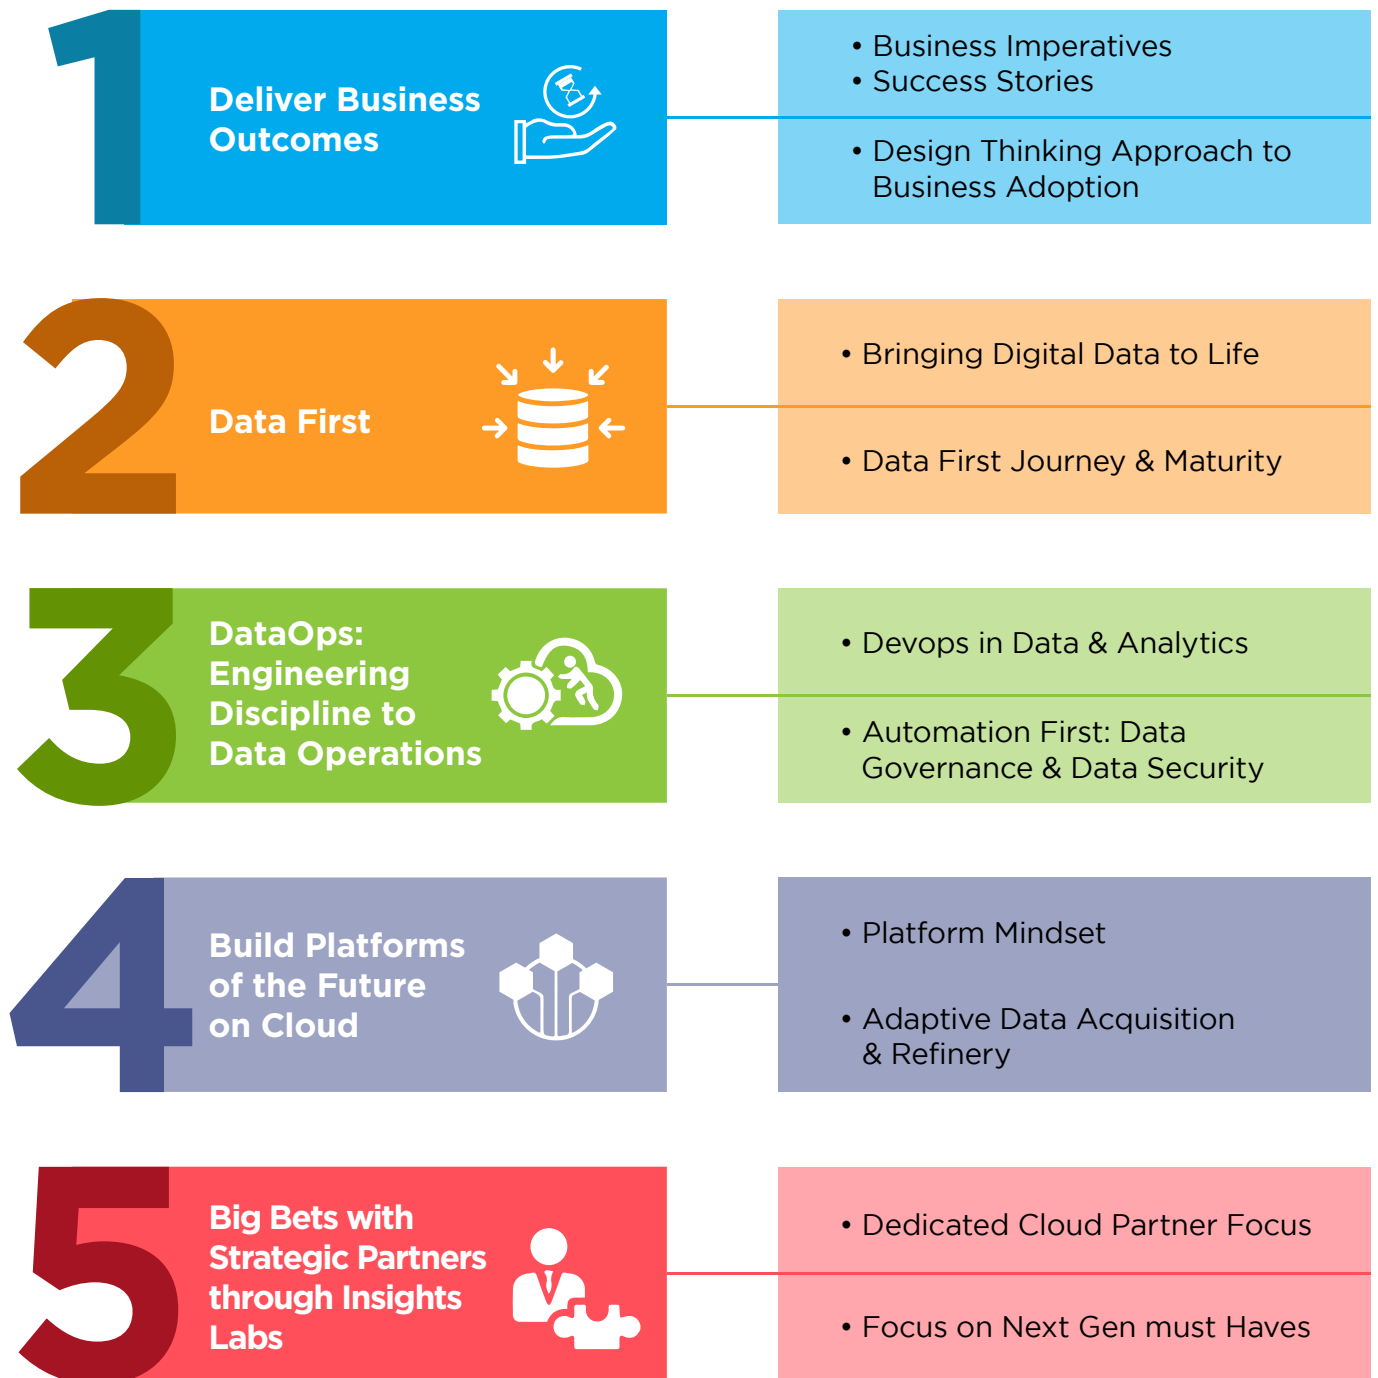 1
Deliver Business
Outcomes
• Business Imperatives
• Success Stories
• Design Thinking Approach to
Business Adoption
2
Data First
• Bringing Digital Data to Life
• Data First Journey & Maturity
3
DataOps:
Engineering
Discipline to
Data Operations
• Devops in Data & Analytics
• Automation First: Data
Governance & Data Security
4
Build Platforms
of the Future
on Cloud
• Platform Mindset
• Adaptive Data Acquisition
& Refinery
5
Big Bets with
Strategic Partners
through Insights
Labs
• Dedicated Cloud Partner Focus
• Focus on Next Gen must Haves